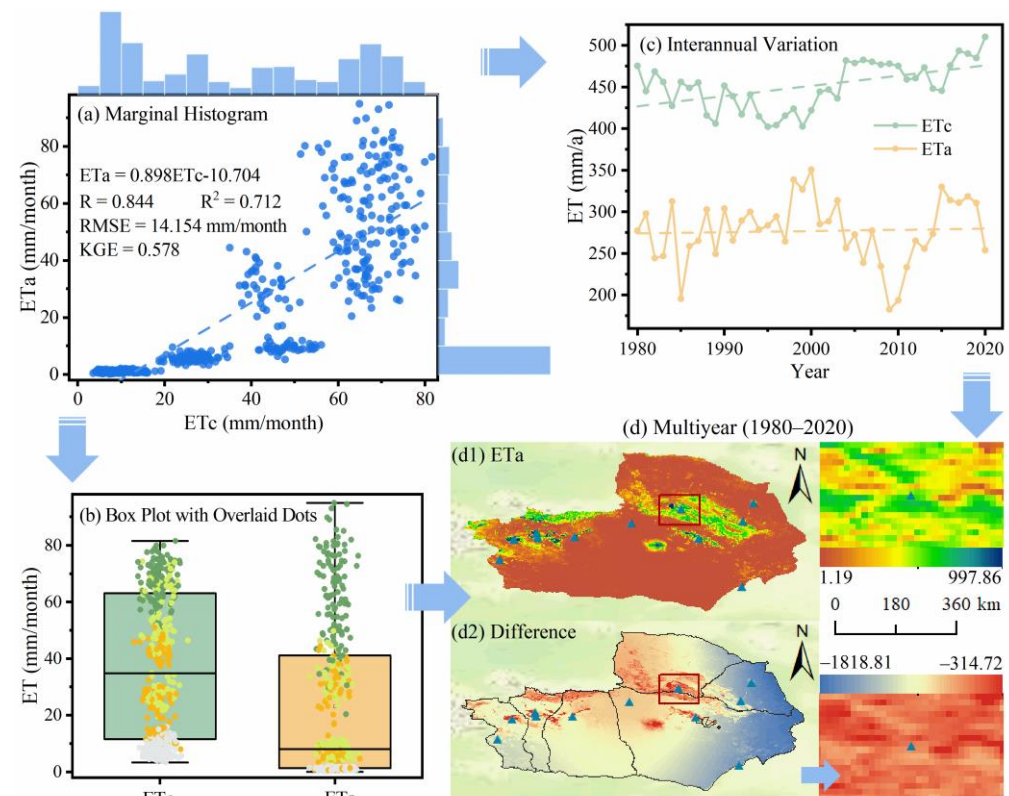 (a) Marginal Histogram
ETa = 0.898ETc-10.704
R = 0.844 R² = 0.712
RMSE = 14.154 mm/month
KGE = 0.578
ETa (mm/month)
80
60
40
20
0
0 20 40 60 80
ETc (mm/month)
(c) Interannual Variation
ETc
ETa
ET (mm/a)
500
450
400
350
300
250
200
1980 1990 2000 2010 2020
Year
(b) Box Plot with Overlaid Dots
ET (mm/month)
80
60
40
20
0
(d) Multiyear (1980–2020)
(d1) ETa
N
1.19 997.86
0 180 360 km
(d2) Difference
N
–1818.81 –314.72